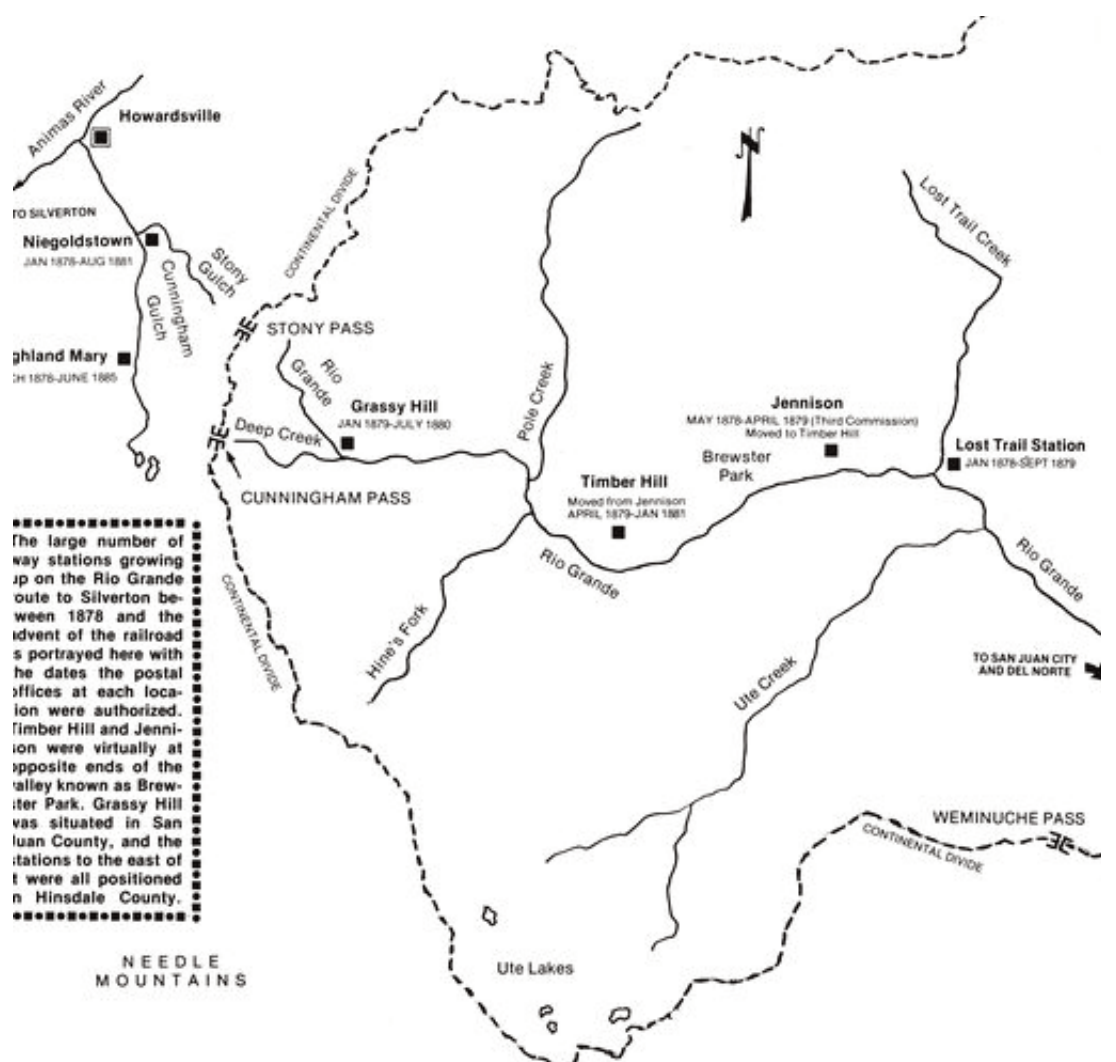 Animas River
Howardsville
TO SILVERTON
Niegoldstown
JAN 1878-AUG 1881
Stony
Gulch
Cunningham
Gulch
ghland Mary
CH 1878-JUNE 1885
CONTINENTAL DIVIDE
STONY PASS
Rio
Grande
Grassy Hill
JAN 1879-JULY 1880
Deep Creek
CUNNINGHAM PASS
Pole Creek
Lost Trail Creek
Jennison
MAY 1878-APRIL 1879 (Third Commission)
Moved to Timber Hill
Brewster
Park
Lost Trail Station
JAN 1878-SEPT 1879
Timber Hill
Moved from Jennison
APRIL 1879-JAN 1881
Rio Grande
Rio Grande
Hine's Fork
CONTINENTAL DIVIDE
Ute Creek
TO SAN JUAN CITY
AND DEL NORTE
WEMINUCHE PASS
CONTINENTAL DIVIDE
Ute Lakes
The large number of
way stations growing
up on the Rio Grande
route to Silverton be-
ween 1878 and the
advent of the railroad
s portrayed here with
he dates the postal
offices at each loca-
ion were authorized.
Timber Hill and Jenni-
son were virtually at
opposite ends of the
valley known as Brew-
ster Park. Grassy Hill
was situated in San
Juan County, and the
stations to the east of
t were all positioned
n Hinsdale County.
NEEDLE
MOUNTAINS
N